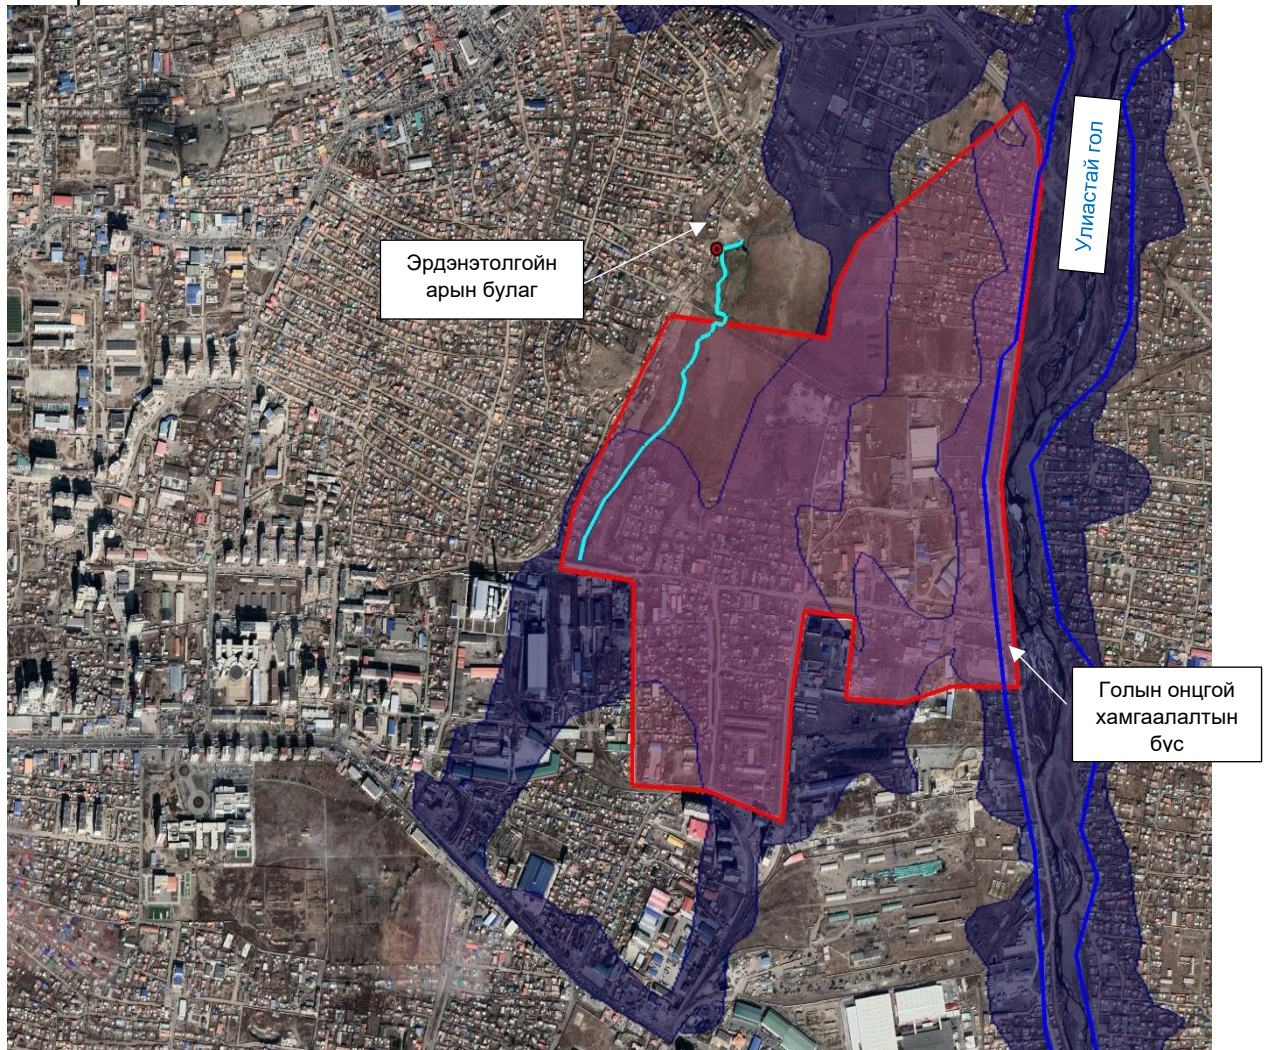 Улиастай гол
Эрдэнэтолгойн
арын булаг
Голын онцгой
хамгаалалтын
бүс